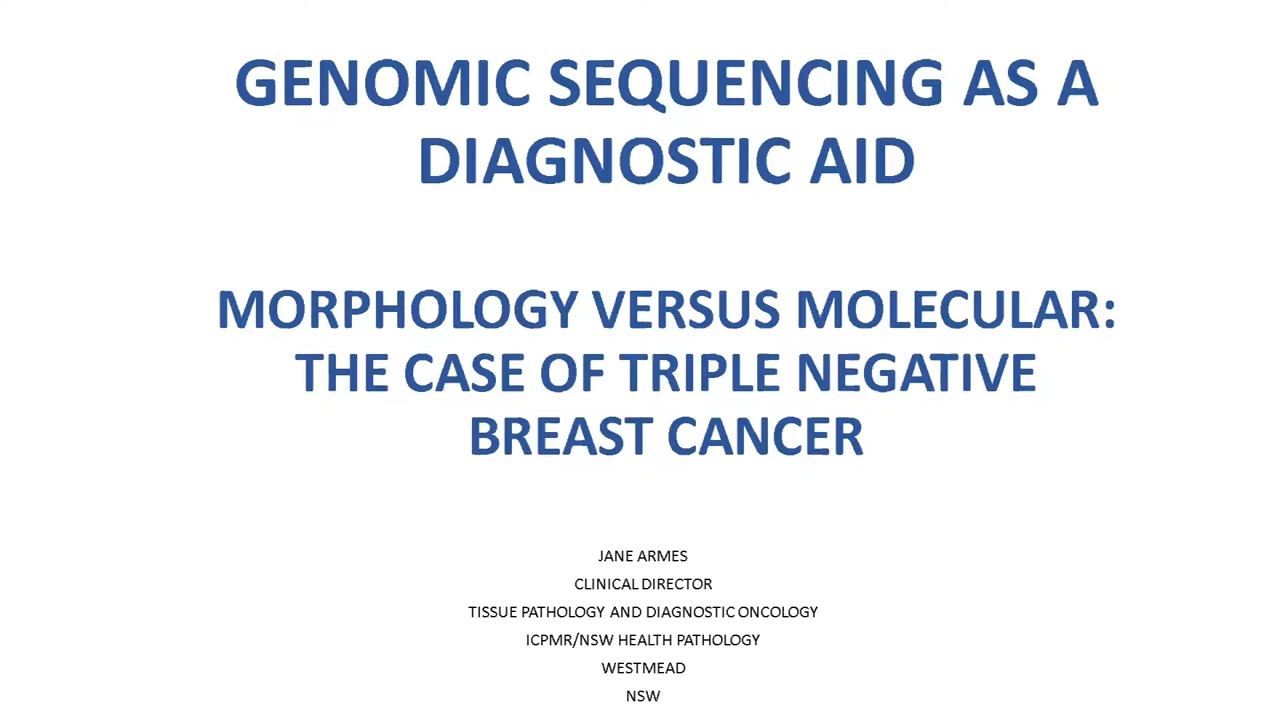 GENOMIC SEQUENCING AS A
DIAGNOSTIC AID
MORPHOLOGY VERSUS MOLECULAR:
THE CASE OF TRIPLE NEGATIVE
BREAST CANCER
JANE ARMES
CLINICAL DIRECTOR
TISSUE PATHOLOGY AND DIAGNOSTIC ONCOLOGY
ICPMR/NSW HEALTH PATHOLOGY
WESTMEAD
NSW